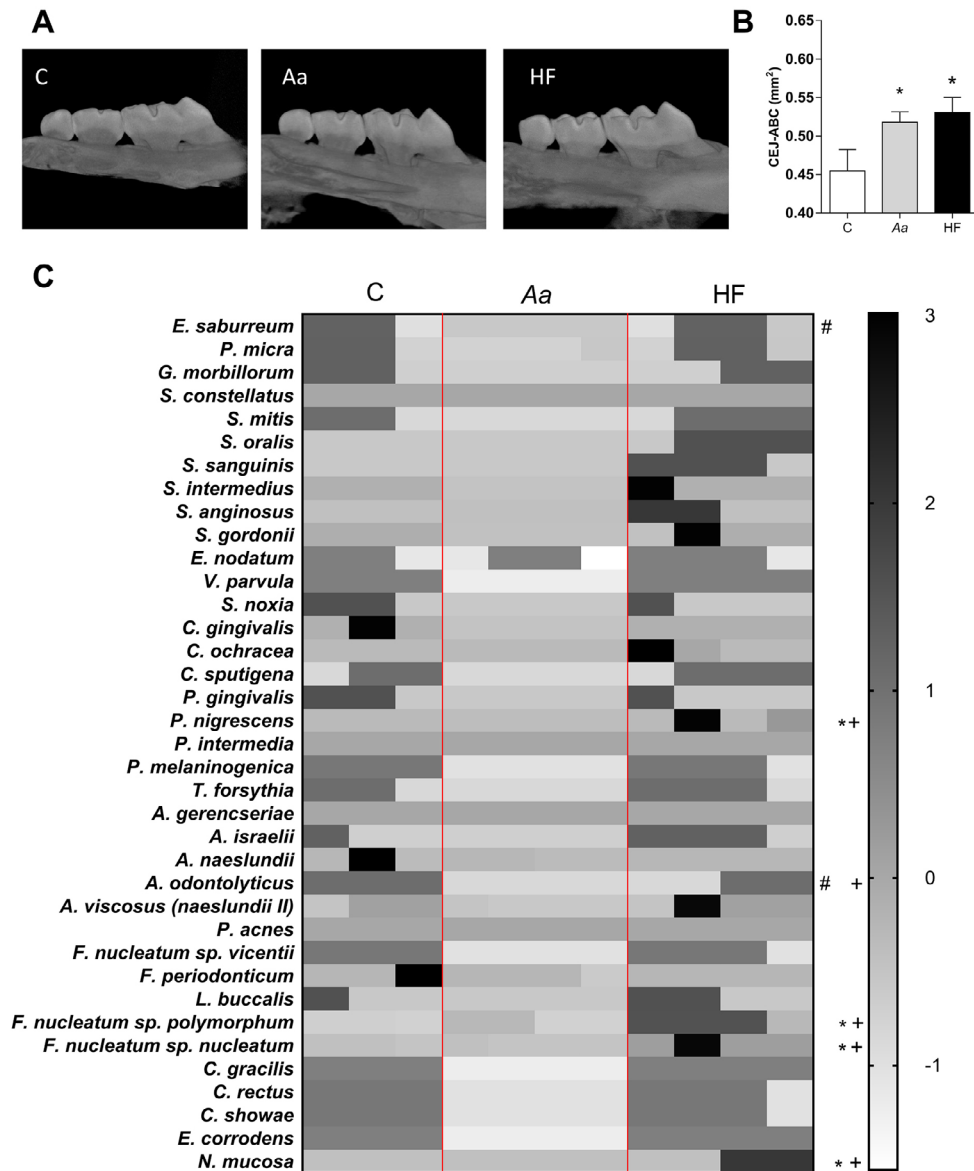 A
C
Aa
HF
B
CEJ-ABC (mm²)
0.65
0.60
0.55
0.50
0.45
0.40
*
*
C
Aa
HF
C
C
Aa
HF
E. saburreum #
P. micra
G. morbillorum
S. constellatus
S. mitis
S. oralis
S. sanguinis
S. intermedius
S. anginosus
S. gordonii
E. nodatum
V. parvula
S. noxia
C. gingivalis
C. ochracea
C. sputigena
P. gingivalis
P. nigrescens *+
P. intermedia
P. melaninogenica
T. forsythia
A. gerencseriae
A. israelii
A. naeslundii
A. odontolyticus # +
A. viscosus (naeslundii II)
P. acnes
F. nucleatum sp. vicentii
F. periodonticum
L. buccalis
F. nucleatum sp. polymorphum *+
F. nucleatum sp. nucleatum *+
C. gracilis
C. rectus
C. showae
E. corrodens
N. mucosa *+
3
2
1
0
-1